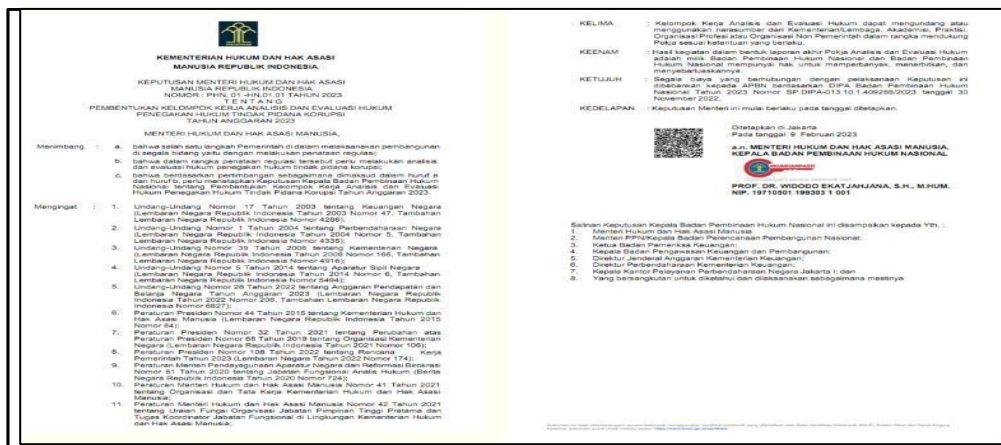 KEMENTERIAN HUKUM DAN HAK ASASI
MANUSIA REPUBLIK INDONESIA
KEPUTUSAN MENTERI HUKUM DAN HAK ASASI
MANUSIA REPUBLIK INDONESIA
NOMOR : PHN. 01 -HN.01.01 TAHUN 2023
T E N T A N G
PEMBENTUKAN KELOMPOK KERJA ANALISIS DAN EVALUASI HUKUM
PENEGAKAN HUKUM TINDAK PIDANA KORUPSI
TAHUN ANGGARAN 2023
MENTERI HUKUM DAN HAK ASASI MANUSIA,
Menimbang : a. bahwa salah satu langkah Pemerintah di dalam melaksanakan pembangunan
di segala bidang yaitu dengan melakukan penataan regulasi;
b. bahwa dalam rangka penataan regulasi tersebut perlu melakukan analisis
dan evaluasi hukum penegakan hukum tindak pidana korupsi;
c. bahwa berdasarkan pertimbangan sebagaimana dimaksud dalam huruf a
dan huruf b, perlu menetapkan Keputusan Kepala Badan Pembinaan Hukum
Nasional tentang Pembentukan Kelompok Kerja Analisis dan Evaluasi
Hukum Penegakan Hukum Tindak Pidana Korupsi Tahun Anggaran 2023.
Mengingat : 1. Undang-Undang Nomor 17 Tahun 2003 tentang Keuangan Negara
(Lembaran Negara Republik Indonesia Tahun 2003 Nomor 47, Tambahan
Lembaran Negara Republik Indonesia Nomor 4286);
2. Undang-Undang Nomor 1 Tahun 2004 tentang Perbendaharaan Negara
(Lembaran Negara Republik Indonesia Tahun 2004 Nomor 5, Tambahan
Lembaran Negara Republik Indonesia Nomor 4335);
3. Undang-Undang Nomor 39 Tahun 2008 tentang Kementerian Negara
(Lembaran Negara Republik Indonesia Tahun 2008 Nomor 166, Tambahan
Lembaran Negara Republik Indonesia Nomor 4916);
4. Undang-Undang Nomor 5 Tahun 2014 tentang Aparatur Sipil Negara
(Lembaran Negara Republik Indonesia Tahun 2014 Nomor 6, Tambahan
Lembaran Negara Republik Indonesia Nomor 5494);
5. Undang-Undang Nomor 28 Tahun 2022 tentang Anggaran Pendapatan dan
Belanja Negara Tahun Anggaran 2023 (Lembaran Negara Republik
Indonesia Tahun 2022 Nomor 208, Tambahan Lembaran Negara Republik
Indonesia Nomor 6827);
6. Peraturan Presiden Nomor 44 Tahun 2015 tentang Kementerian Hukum dan
Hak Asasi Manusia (Lembaran Negara Republik Indonesia Tahun 2015
Nomor 84);
7. Peraturan Presiden Nomor 32 Tahun 2021 tentang Perubahan atas
Peraturan Presiden Nomor 68 Tahun 2019 tentang Organisasi Kementerian
Negara (Lembaran Negara Republik Indonesia Tahun 2021 Nomor 106);
8. Peraturan Presiden Nomor 108 Tahun 2022 tentang Rencana Kerja
Pemerintah Tahun 2023 (Lembaran Negara Tahun 2022 Nomor 174);
9. Peraturan Menteri Pendayagunaan Aparatur Negara dan Reformasi Birokrasi
Nomor 51 Tahun 2020 tentang Jabatan Fungsional Analis Hukum (Berita
Negara Republik Indonesia Tahun 2020 Nomor 724);
10. Peraturan Menteri Hukum dan Hak Asasi Manusia Nomor 41 Tahun 2021
tentang Organisasi dan Tata Kerja Kementerian Hukum dan Hak Asasi
Manusia;
11. Peraturan Menteri Hukum dan Hak Asasi Manusia Nomor 42 Tahun 2021
tentang Uraian Fungsi Organisasi Jabatan Pimpinan Tinggi Pratama dan
Tugas Koordinator Jabatan Fungsional di Lingkungan Kementerian Hukum
dan Hak Asasi Manusia;
KELIMA : Kelompok Kerja Analisis dan Evaluasi Hukum dapat mengundang atau
menggunakan narasumber dari Kementerian/Lembaga, Akademisi, Praktisi,
Organisasi Profesi atau Organisasi Non Pemerintah dalam rangka mendukung
Pokja sesuai ketentuan yang berlaku.
KEENAM : Hasil kegiatan dalam bentuk laporan akhir Pokja Analisis dan Evaluasi Hukum
adalah milik Badan Pembinaan Hukum Nasional dan Badan Pembinaan
Hukum Nasional mempunyai hak untuk memperbanyak, menerbitkan, dan
menyebarluaskannya.
KETUJUH : Segala biaya yang berhubungan dengan pelaksanaan Keputusan ini
dibebankan kepada APBN berdasarkan DIPA Badan Pembinaan Hukum
Nasional Tahun 2023 Nomor SP.DIPA-013.10.1.409288/2023 tanggal 30
November 2022.
KEDELAPAN : Keputusan Menteri ini mulai berlaku pada tanggal ditetapkan.
Ditetapkan di Jakarta
Pada tanggal 9 Februari 2023
a.n. MENTERI HUKUM DAN HAK ASASI MANUSIA,
KEPALA BADAN PEMBINAAN HUKUM NASIONAL
PROF. DR. WIDODO EKATJAHJANA, S.H., M.HUM.
NIP. 19710501 199303 1 001
Salinan Keputusan Kepala Badan Pembinaan Hukum Nasional ini disampaikan kepada Yth. :
1. Menteri Hukum dan Hak Asasi Manusia
2. Menteri PPN/Kepala Badan Perencanaan Pembangunan Nasional;
3. Ketua Badan Pemeriksa Keuangan;
4. Kepala Badan Pengawasan Keuangan dan Pembangunan;
5. Direktur Jenderal Anggaran Kementerian Keuangan;
6. Direktur Perbendaharaan Kementerian Keuangan;
7. Kepala Kantor Pelayanan Perbendaharaan Negara Jakarta I; dan
8. Yang bersangkutan untuk diketahui dan dilaksanakan sebagaimana mestinya